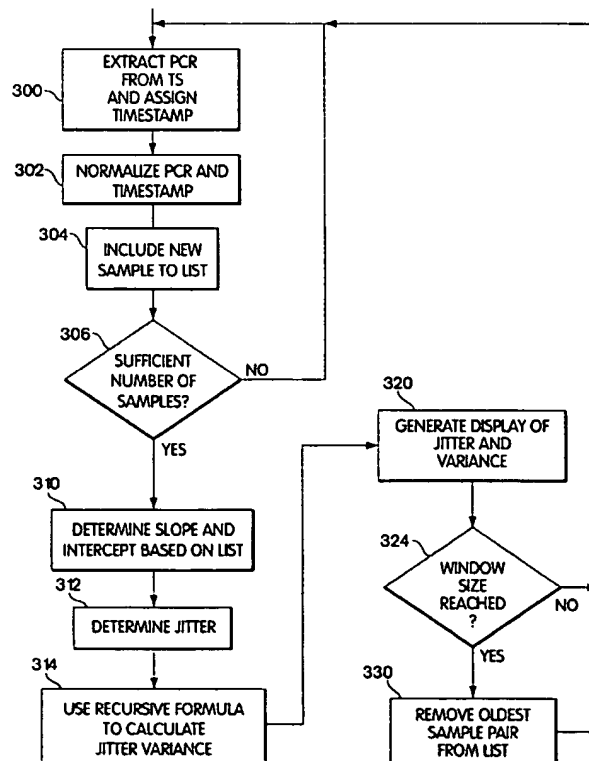 300
EXTRACT PCR
FROM TS
AND ASSIGN
TIMESTAMP
302
NORMALIZE PCR AND
TIMESTAMP
304
INCLUDE NEW
SAMPLE TO LIST
306
SUFFICIENT
NUMBER OF
SAMPLES?
NO
YES
310
DETERMINE SLOPE AND
INTERCEPT BASED ON LIST
312
DETERMINE JITTER
314
USE RECURSIVE FORMULA
TO CALCULATE
JITTER VARIANCE
320
GENERATE DISPLAY OF
JITTER AND
VARIANCE
324
WINDOW
SIZE
REACHED
?
NO
YES
330
REMOVE OLDEST
SAMPLE PAIR
FROM LIST